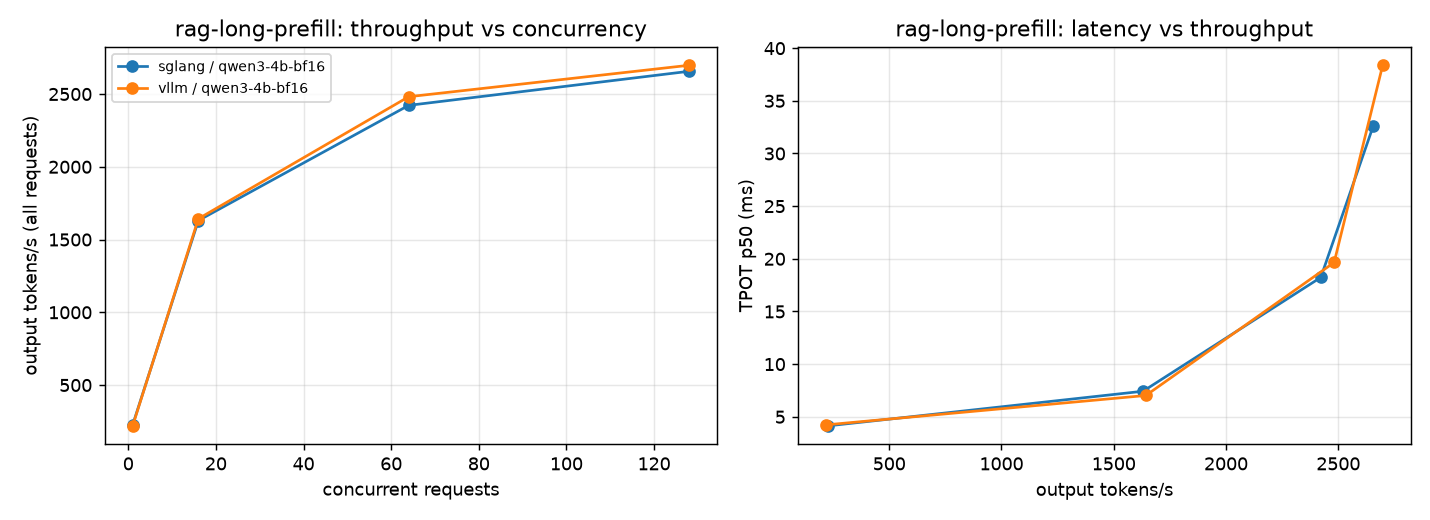 rag-long-prefill: throughput vs concurrency
sglang / qwen3-4b-bf16
vllm / qwen3-4b-bf16
output tokens/s (all requests)
2500
2000
1500
1000
500
0 20 40 60 80 100 120
concurrent requests
rag-long-prefill: latency vs throughput
TPOT p50 (ms)
40
35
30
25
20
15
10
5
500 1000 1500 2000 2500
output tokens/s